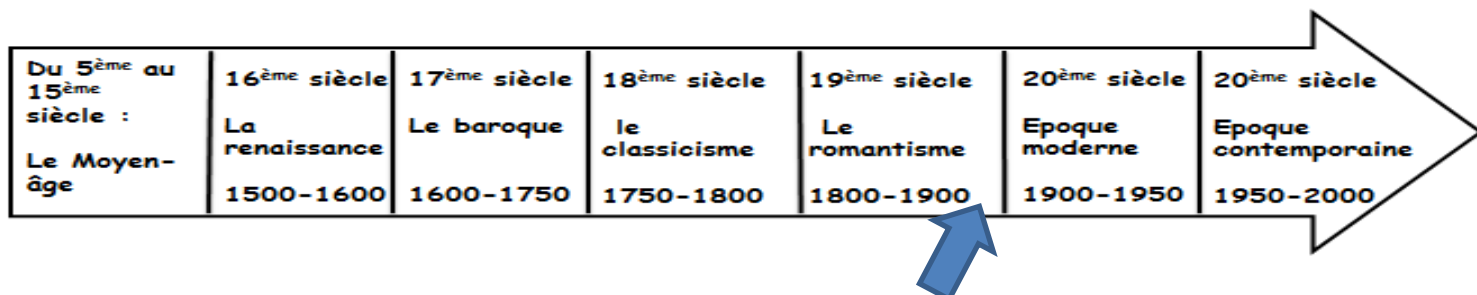 Du 5ème au
15ème
siècle :
Le Moyen-
âge
16ème siècle
La
renaissance
1500-1600
17ème siècle
Le baroque
1600-1750
18ème siècle
le
classicisme
1750-1800
19ème siècle
Le
romantisme
1800-1900
20ème siècle
Epoque
moderne
1900-1950
20ème siècle
Epoque
contemporaine
1950-2000